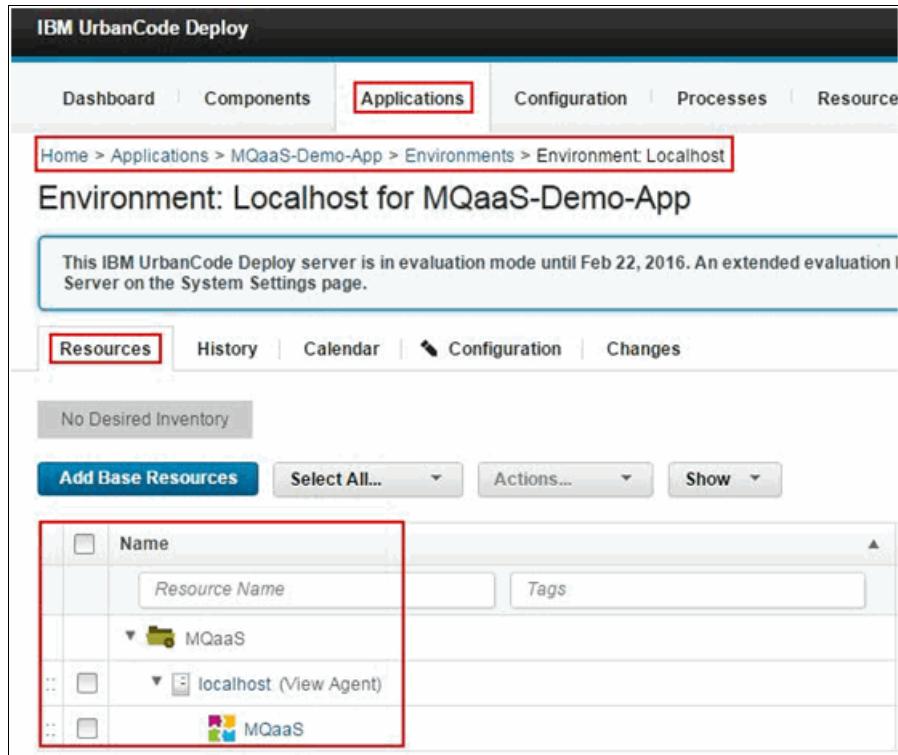 IBM UrbanCode Deploy
Dashboard Components Applications Configuration Processes Resource
Home > Applications > MQaaS-Demo-App > Environments > Environment: Localhost
Environment: Localhost for MQaaS-Demo-App
This IBM UrbanCode Deploy server is in evaluation mode until Feb 22, 2016. An extended evaluation
Server on the System Settings page.
Resources History Calendar Configuration Changes
No Desired Inventory
Add Base Resources Select All... Actions... Show
Name
Resource Name Tags
MQaaS
localhost (View Agent)
MQaaS